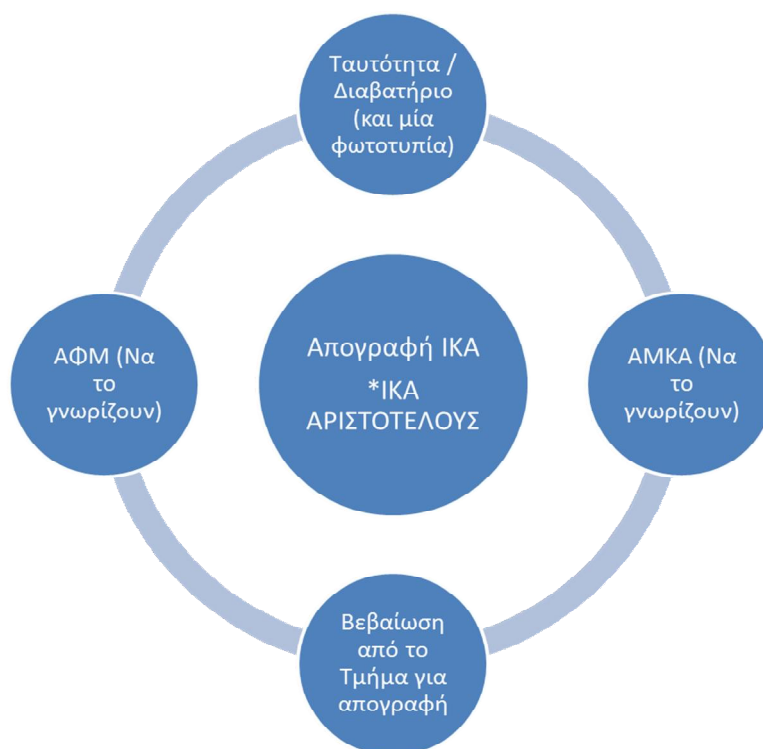 Ταυτότητα /
Διαβατήριο
(και μία
φωτοτυπία)
ΑΦΜ (Να
το
γνωρίζουν)
Απογραφή ΙΚΑ
*ΙΚΑ
ΑΡΙΣΤΟΤΕΛΟΥΣ
ΑΜΚΑ (Να
το
γνωρίζουν)
Βεβαίωση
από το
Τμήμα για
απογραφή